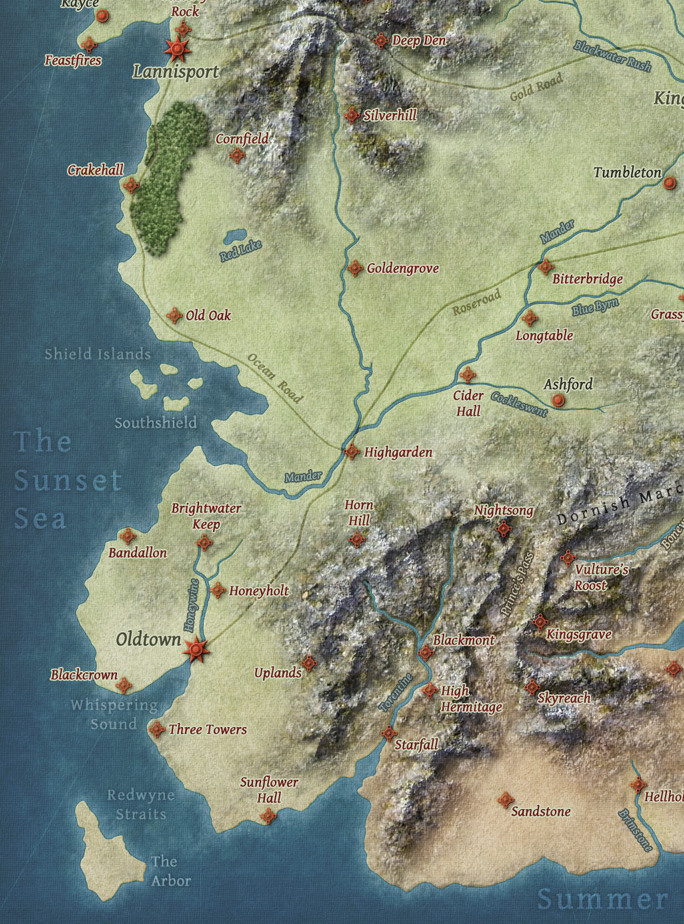 Kayce
Rock
Deep Den
Feastfires
Lannisport
Blackwater Rush
Gold Road
King
Silverhill
Cornfield
Crakehall
Tumbleton
Red Lake
Mander
Goldengrove
Bitterbridge
Roseroad
Blue Byrn
Old Oak
Longtable
Grass
Shield Islands
Ocean Road
Ashford
Cider
Hall
Cockleswent
Southshield
The
Sunset
Sea
Highgarden
Mander
Dornish Marc
Brightwater
Keep
Horn
Hill
Nightsong
Bandallon
Vulture's
Roost
Prince's Pass
Honeyholt
Honeywine
Kingsgrave
Oldtown
Blackmont
Uplands
Blackcrown
High
Hermitage
Skyreach
Torentine
Whispering
Sound
Three Towers
Starfall
Sunflower
Hall
Redwyne
Straits
Sandstone
Hellhol
Brimstone
The
Arbor
Summer